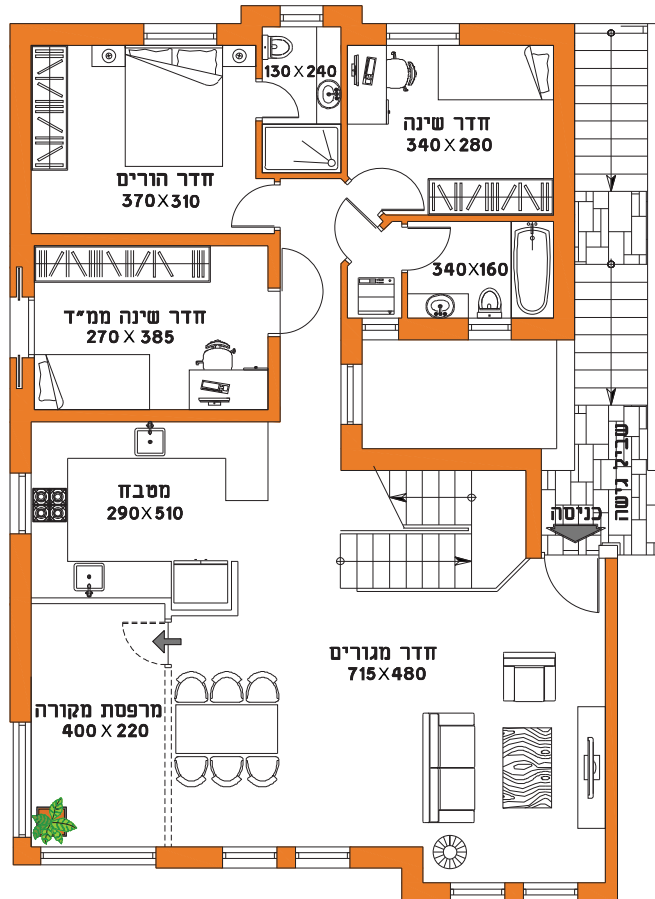 130X240
חדר שינה
340X280
חדר הורים
370X310
340X160
חדר שינה ממ״ד
270 X 385
שביל גישה
מטבח
290X510
כניסה
חדר מגורים
715X480
מרפסת מקורה
400 X 220